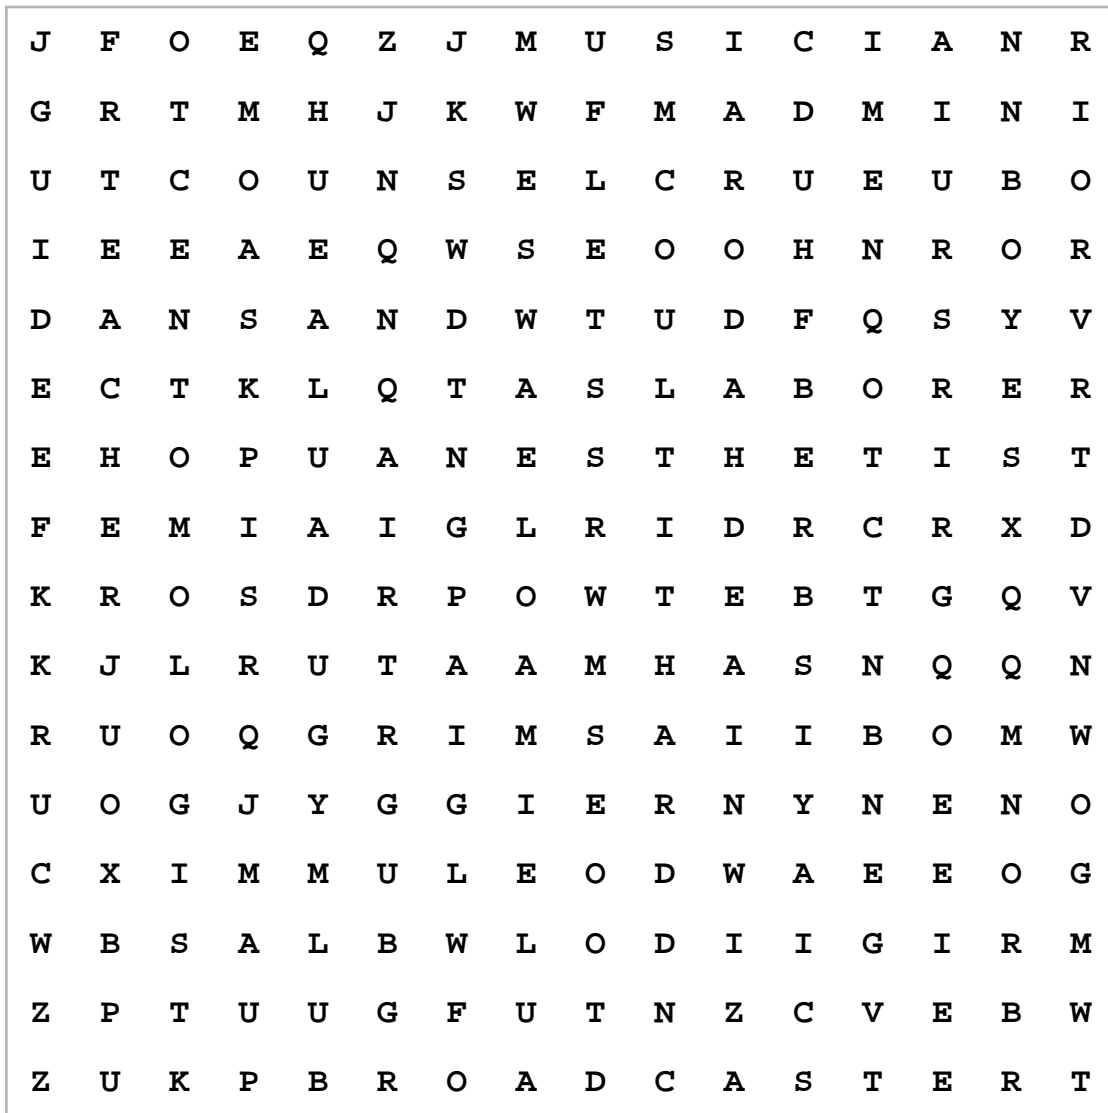 J F O E Q Z J M U S I C I A N R
G R T M H J K W F M A D M I N I
U T C O U N S E L C R U E U B O
I E E A E Q W S E O O H N R O R
D A N S A N D W T U D F Q S Y V
E C T K L Q T A S L A B O R E R
E H O P U A N E S T H E T I S T
F E M I A I G L R I D R C R X D
K R O S D R P O W T E B T G Q V
K J L R U T A A M H A S N Q Q N
R U O Q G R I M S A I I B O M W
U O G J Y G G I E R N Y N E N O
C X I M M U L E O D W A E E O G
W B S A L B W L O D I I G I R M
Z P T U U G F U T N Z C V E B W
Z U K P B R O A D C A S T E R T